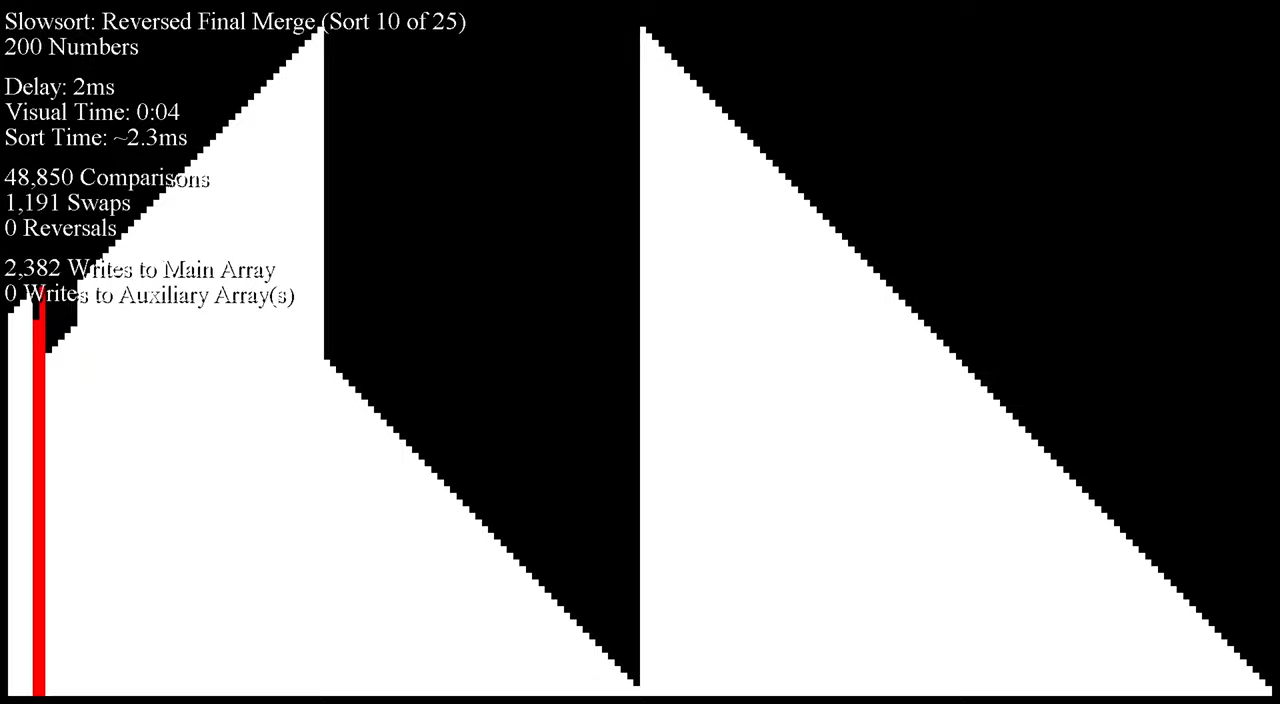 Slowsort: Reversed Final Merge (Sort 10 of 25)
200 Numbers
Delay: 2ms
Visual Time: 0:04
Sort Time: ~2.3ms
48,850 Comparisons
1,191 Swaps
0 Reversals
2,382 Writes to Main Array
0 Writes to Auxiliary Array(s)